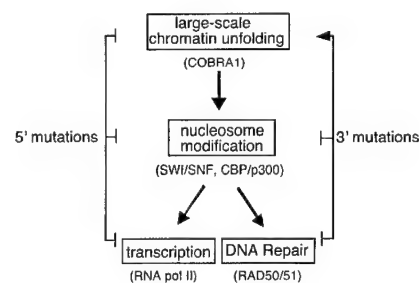 large-scale
chromatin unfolding
(COBRA1)
5' mutations
3' mutations
nucleosome
modification
(SWI/SNF, CBP/p300)
transcription
DNA Repair
(RNA pol II)
(RAD50/51)